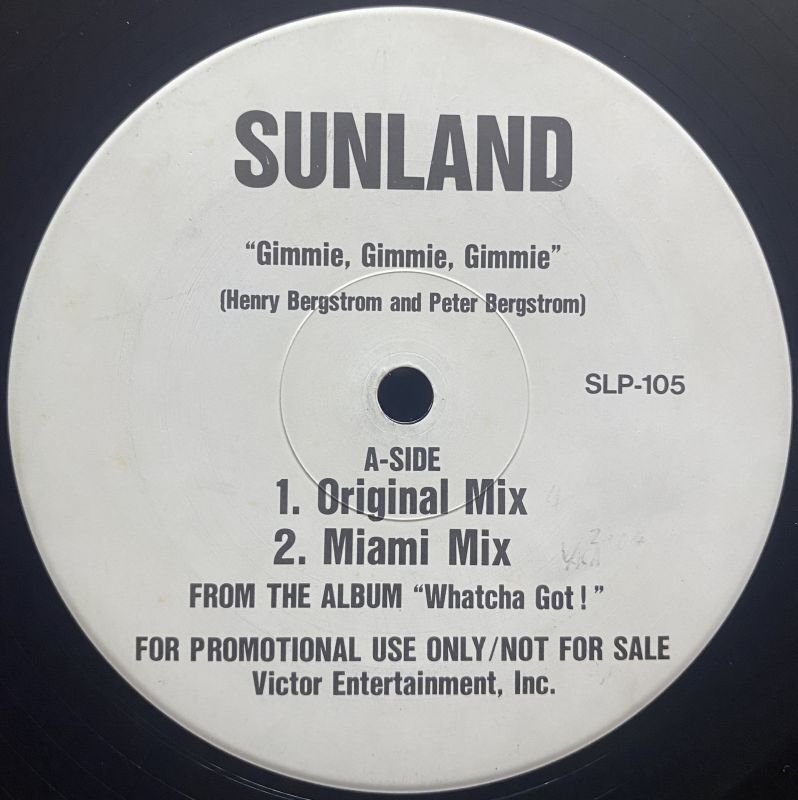 SUNLAND
“Gimmie, Gimmie, Gimmie”
(Henry Bergstrom and Peter Bergstrom)
SLP-105
A-SIDE
1. Original Mix
2. Miami Mix
FROM THE ALBUM “Whatcha Got!”
FOR PROMOTIONAL USE ONLY/NOT FOR SALE
Victor Entertainment, Inc.